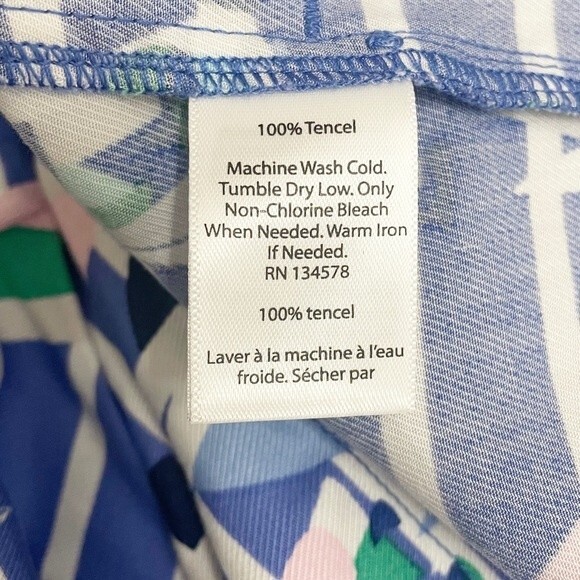 100% Tencel
Machine Wash Cold.
Tumble Dry Low. Only
Non-Chlorine Bleach
When Needed. Warm Iron
If Needed.
RN 134578
100% tencel
Laver à la machine à l'eau
froide. Sécher par